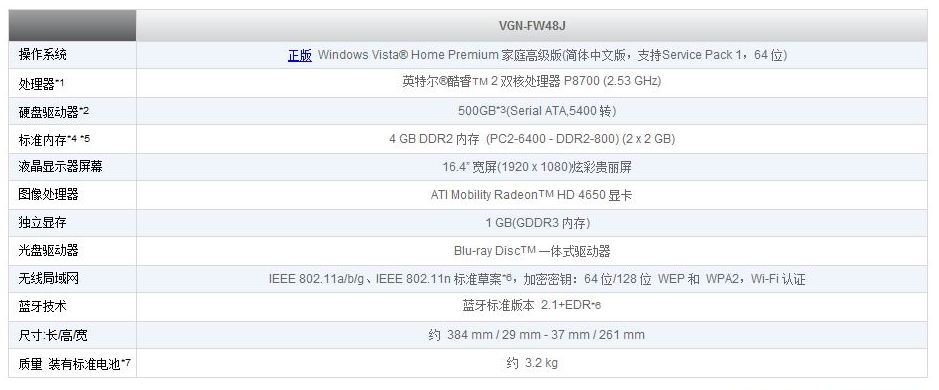 VGN-FW48J
操作系统 正版 Windows Vista® Home Premium 家庭高级版(简体中文版，支持Service Pack 1，64 位)
处理器*1 英特尔®酷睿™ 2 双核处理器 P8700 (2.53 GHz)
硬盘驱动器*2 500GB*3(Serial ATA,5400 转)
标准内存*4 *5 4 GB DDR2 内存 (PC2-6400 - DDR2-800) (2 x 2 GB)
液晶显示器屏幕 16.4” 宽屏(1920 x 1080)炫彩贵丽屏
图像处理器 ATI Mobility Radeon™ HD 4650 显卡
独立显存 1 GB(GDDR3 内存)
光盘驱动器 Blu-ray Disc™ 一体式驱动器
无线局域网 IEEE 802.11a/b/g、IEEE 802.11n 标准草案*6，加密密钥：64 位/128 位 WEP 和 WPA2，Wi-Fi 认证
蓝牙技术 蓝牙标准版本 2.1+EDR*6
尺寸:长/高/宽 约 384 mm / 29 mm - 37 mm / 261 mm
质量 装有标准电池*7 约 3.2 kg